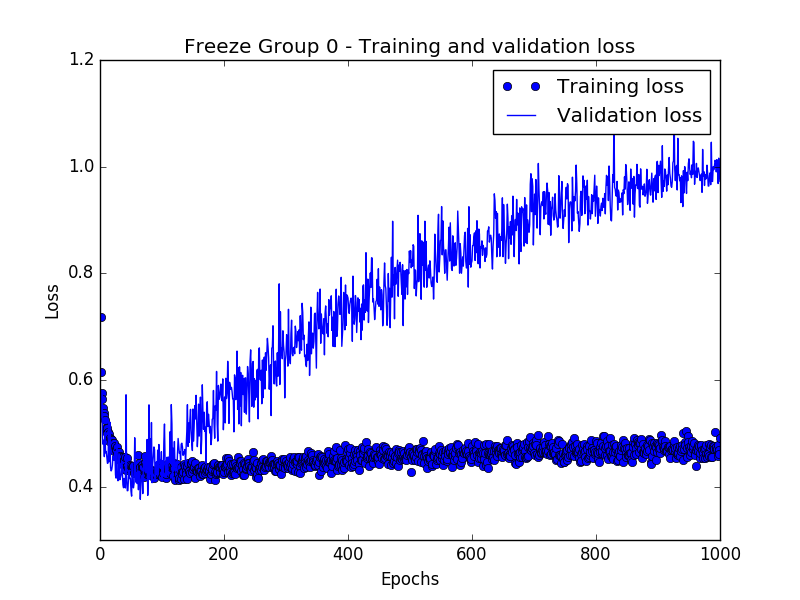 Freeze Group 0 - Training and validation loss
1.2
Training loss
Validation loss
1.0
0.8
Loss
0.6
0.4
0 200 400 600 800 1000
Epochs